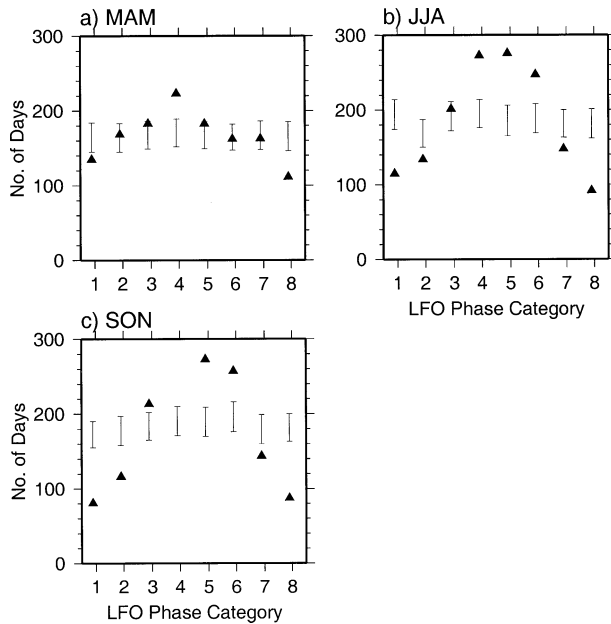 a) MAM
300
200
100
0
No. of Days
1 2 3 4 5 6 7 8
b) JJA
300
200
100
0
1 2 3 4 5 6 7 8
LFO Phase Category
c) SON
300
200
100
0
No. of Days
1 2 3 4 5 6 7 8
LFO Phase Category